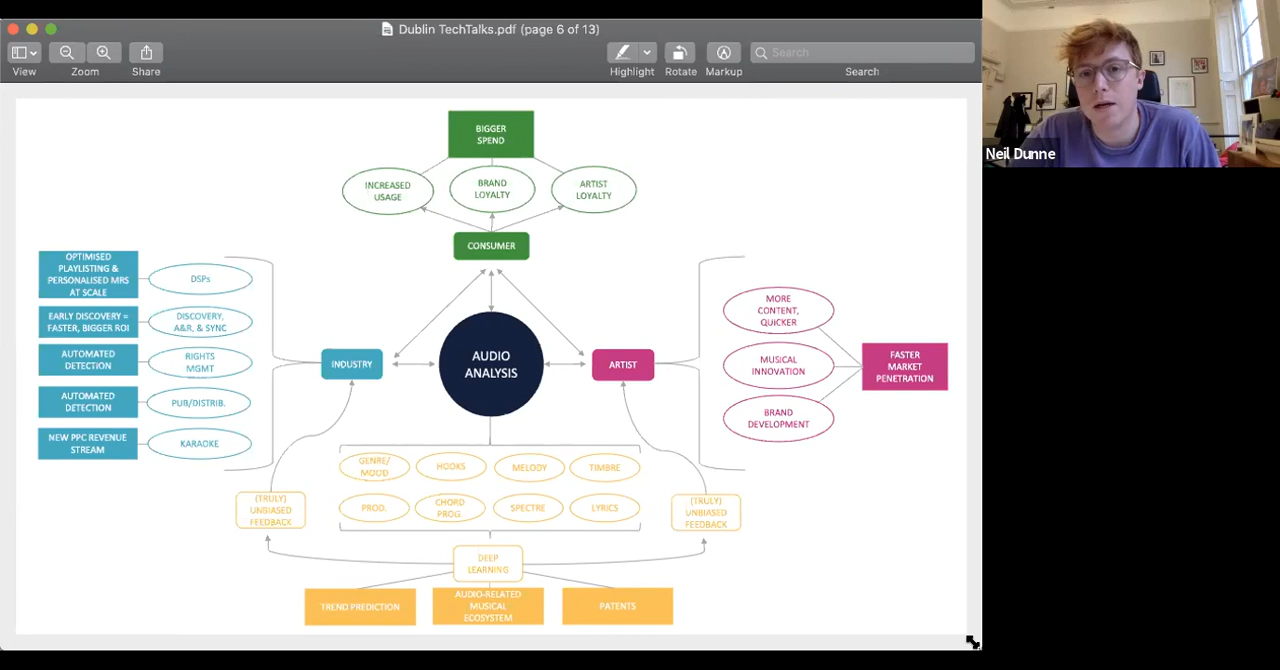 Dublin TechTalks.pdf (page 6 of 13)
View
Zoom
Share
Highlight
Rotate
Markup
Search
Search
Neil Dunne
BIGGER
SPEND
INCREASED
USAGE
BRAND
LOYALTY
ARTIST
LOYALTY
CONSUMER
OPTIMISED
PLAYLISTING &
PERSONALISED MRS
AT SCALE
DSPs
EARLY DISCOVERY =
FASTER, BIGGER ROI
DISCOVERY,
A&R, & SYNC
AUTOMATED
DETECTION
RIGHTS
MGMT
AUTOMATED
DETECTION
PUB/DISTRIB.
NEW PPC REVENUE
STREAM
KARAOKE
INDUSTRY
AUDIO
ANALYSIS
ARTIST
MORE
CONTENT,
QUICKER
MUSICAL
INNOVATION
BRAND
DEVELOPMENT
FASTER
MARKET
PENETRATION
GENRE/
MOOD
HOOKS
MELODY
TIMBRE
PROD.
CHORD
PROG.
SPECTRE
LYRICS
(TRULY)
UNBIASED
FEEDBACK
(TRULY)
UNBIASED
FEEDBACK
DEEP
LEARNING
TREND PREDICTION
AUDIO-RELATED
MUSICAL
ECOSYSTEM
PATENTS